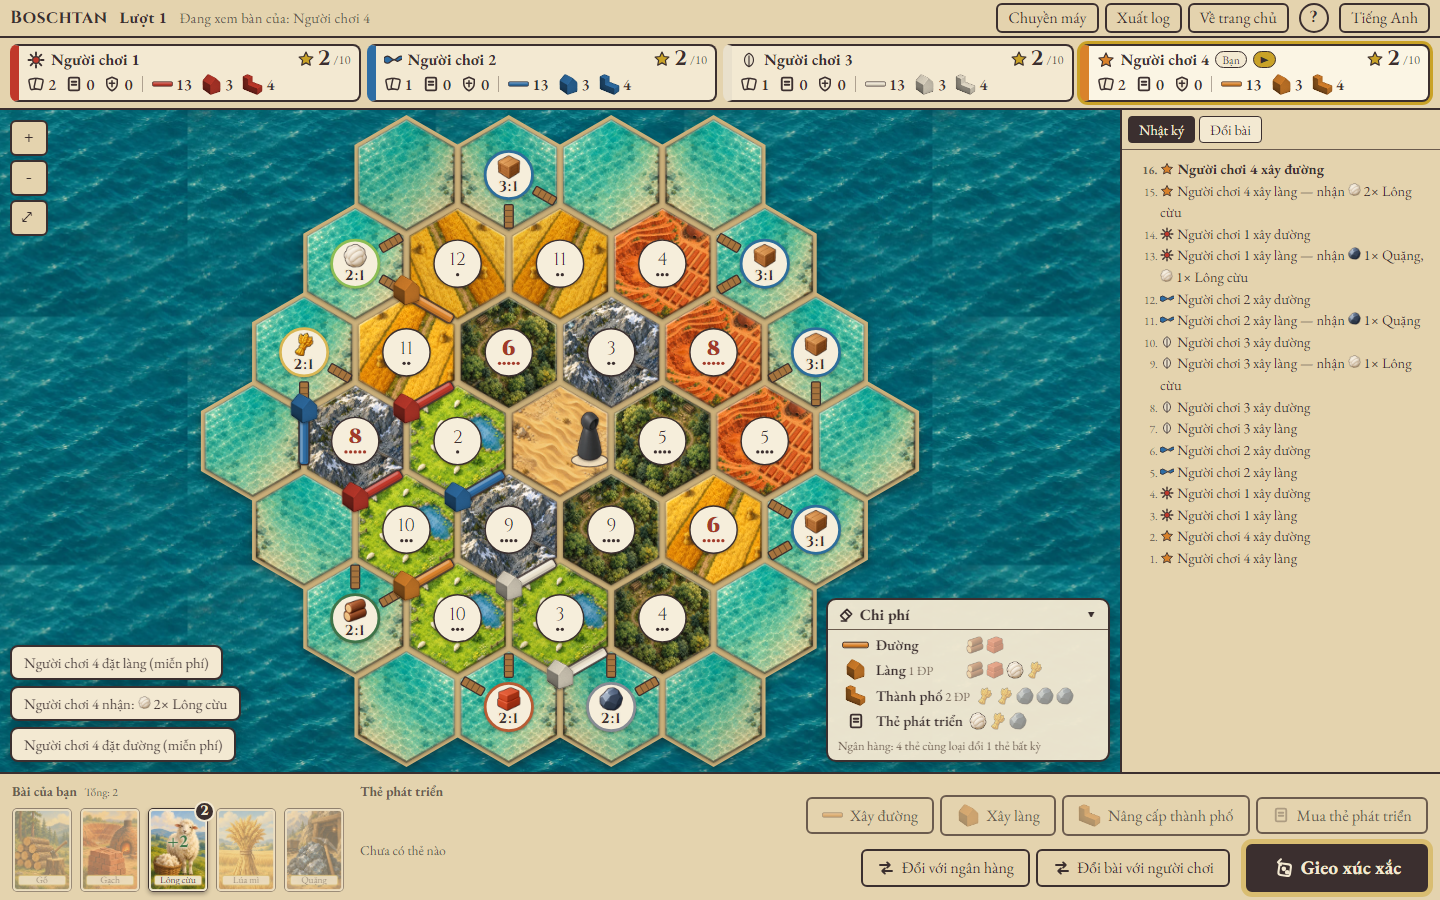 BOSCHTAN Lượt 1 Đang xem bàn của: Người chơi 4 Chuyền máy Xuất log Về trang chủ ? Tiếng Anh
Người chơi 1 2 /10
2 0 0 13 3 4
Người chơi 2 2 /10
1 0 0 13 3 4
Người chơi 3 2 /10
1 0 0 13 3 4
Người chơi 4 Bạn 2 /10
2 0 0 13 3 4
+
-
3:1
2:1 12 11 4 3:1
2:1 11 6 3 8 3:1
8 2 5 5
10 9 9 6 3:1
2:1 10 3 4
2:1 2:1
Nhật ký Đổi bài
16. Người chơi 4 xây đường
15. Người chơi 4 xây làng — nhận 2× Lông
cừu
14. Người chơi 1 xây đường
13. Người chơi 1 xây làng — nhận 1× Quặng,
1× Lông cừu
12. Người chơi 2 xây đường
11. Người chơi 2 xây làng — nhận 1× Quặng
10. Người chơi 3 xây đường
9. Người chơi 3 xây làng — nhận 1× Lông
cừu
8. Người chơi 3 xây đường
7. Người chơi 3 xây làng
6. Người chơi 2 xây đường
5. Người chơi 2 xây làng
4. Người chơi 1 xây đường
3. Người chơi 1 xây làng
2. Người chơi 4 xây đường
1. Người chơi 4 xây làng
Chi phí
Đường
Làng 1 ĐP
Thành phố 2 ĐP
Thẻ phát triển
Ngân hàng: 4 thẻ cùng loại đổi 1 thẻ bất kỳ
Người chơi 4 đặt làng (miễn phí)
Người chơi 4 nhận: 2× Lông cừu
Người chơi 4 đặt đường (miễn phí)
Bài của bạn Tổng: 2
2
+2
Gỗ Gạch Lông cừu Lúa mì Quặng
Thẻ phát triển
Chưa có thẻ nào
Xây đường Xây làng Nâng cấp thành phố Mua thẻ phát triển
Đổi với ngân hàng Đổi bài với người chơi Gieo xúc xắc